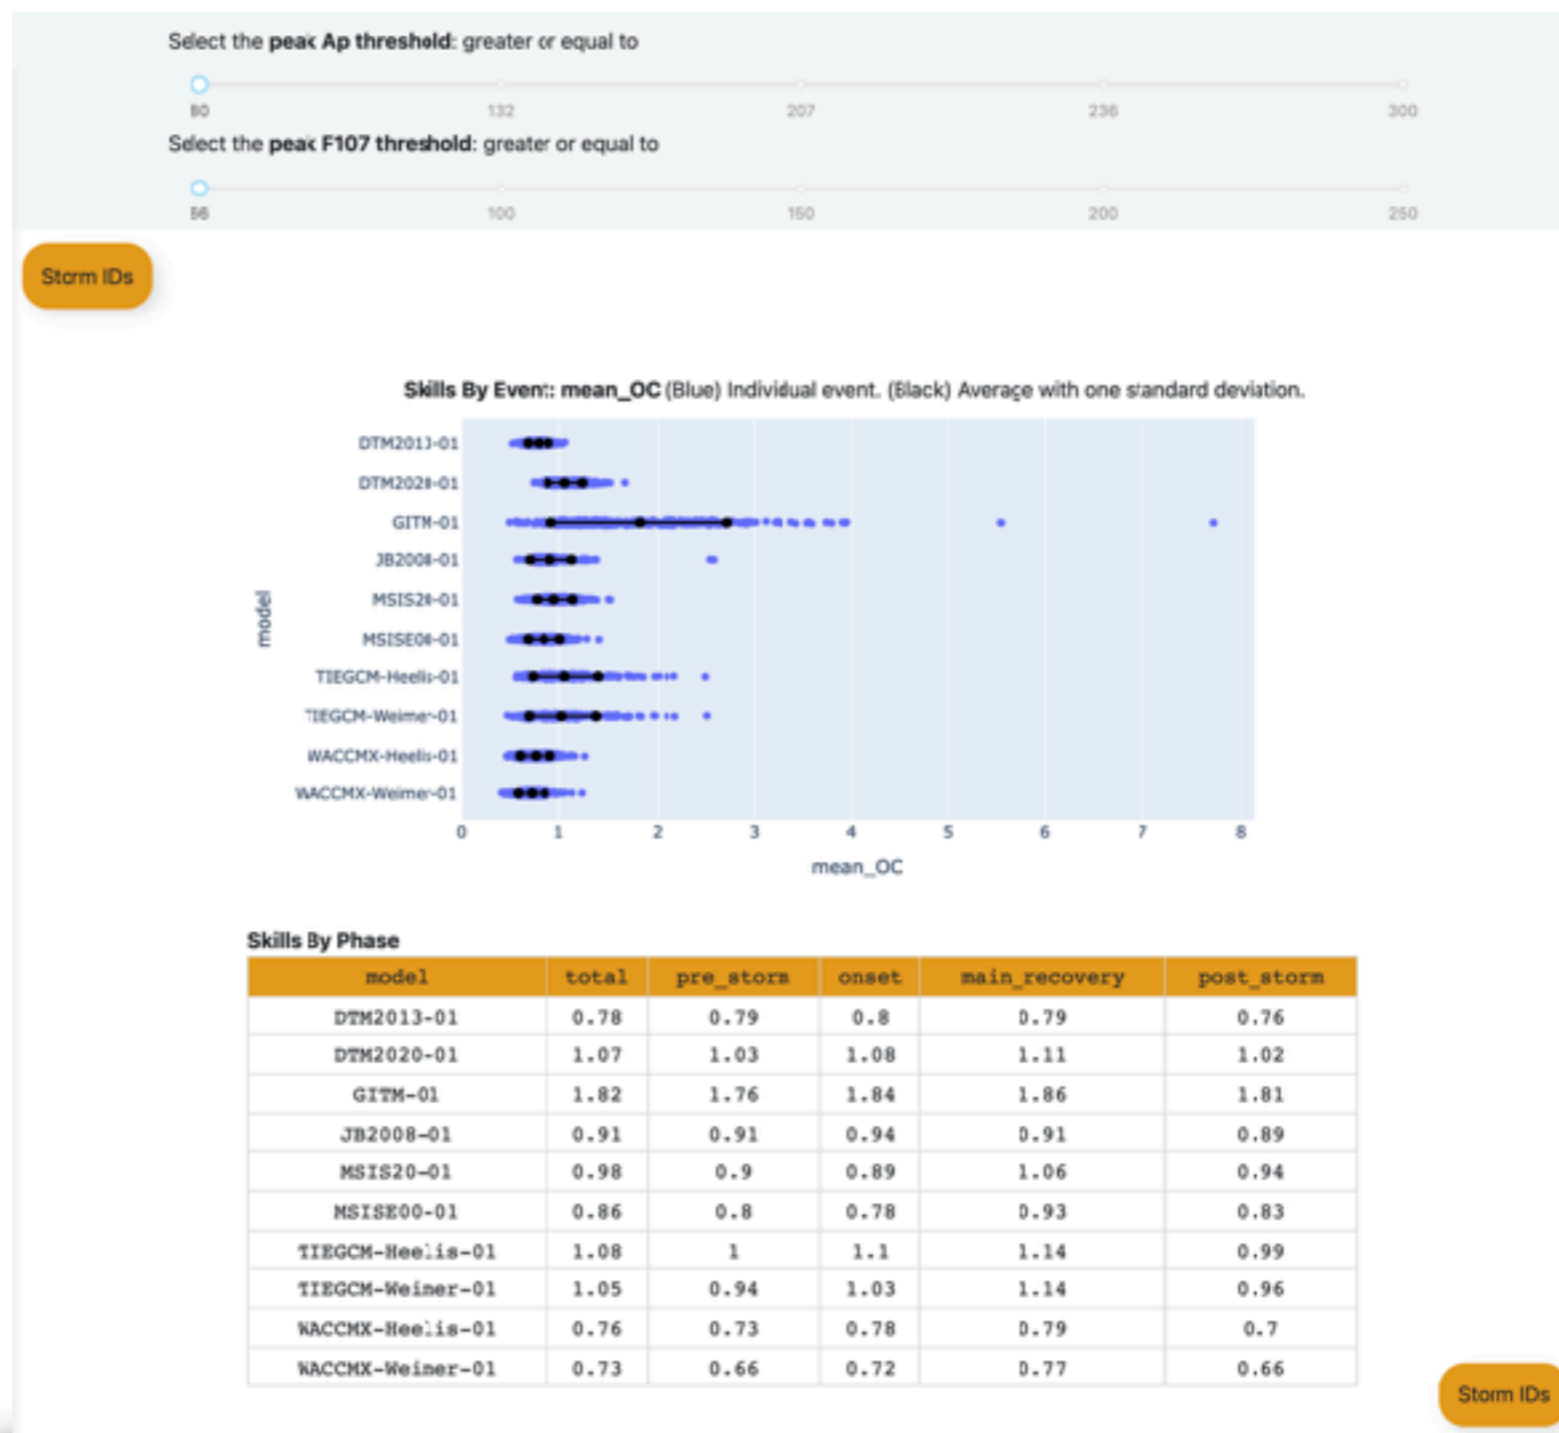 Select the peak Ap threshold: greater or equal to
80 132 207 236 300
Select the peak F107 threshold: greater or equal to
56 100 150 200 250
Storm IDs
Skills By Event: mean_OC (Blue) Individual event. (Black) Average with one standard deviation.
DTM2013-01
DTM2020-01
GITM-01
JB2008-01
MSIS20-01
model
MSISE00-01
TIEGCM-Heelis-01
TIEGCM-Weimer-01
WACCMX-Heelis-01
WACCMX-Weimer-01
0 1 2 3 4 5 6 7 8
mean_OC
Skills By Phase
model total pre_storm onset main_recovery post_storm
DTM2013-01 0.78 0.79 0.8 0.79 0.76
DTM2020-01 1.07 1.03 1.08 1.11 1.02
GITM-01 1.82 1.76 1.84 1.86 1.81
JB2008-01 0.91 0.91 0.94 0.91 0.89
MSIS20-01 0.98 0.9 0.89 1.06 0.94
MSISE00-01 0.86 0.8 0.78 0.93 0.83
TIEGCM-Heelis-01 1.08 1 1.1 1.14 0.99
TIEGCM-Weimer-01 1.05 0.94 1.03 1.14 0.96
WACCMX-Heelis-01 0.76 0.73 0.78 0.79 0.7
WACCMX-Weimer-01 0.73 0.66 0.72 0.77 0.66
Storm IDs